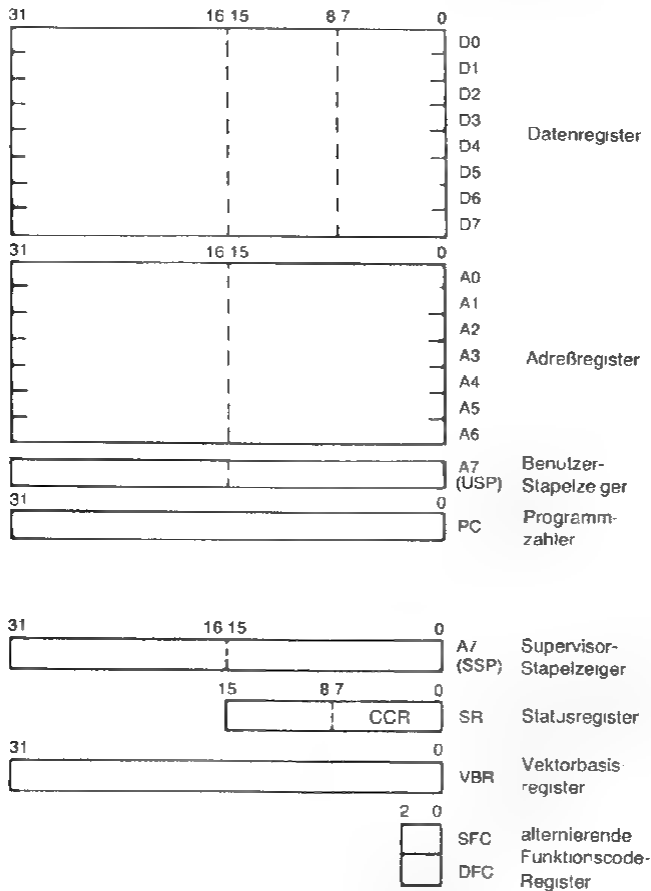 31 16 15 8 7 0
D0
D1
D2
D3
D4
D5
D6
D7
Datenregister
31 16 15 0
A0
A1
A2
A3
A4
A5
A6
Adreßregister
A7
(USP)
Benutzer-
Stapelzeiger
31 0
PC
Programm-
zahler
31 16 15 0
A7
(SSP)
Supervisor-
Stapelzeiger
15 8 7 0
CCR
SR
Statusregister
31 0
VBR
Vektorbasis-
register
2 0
SFC
DFC
alternierende
Funktionscode-
Register